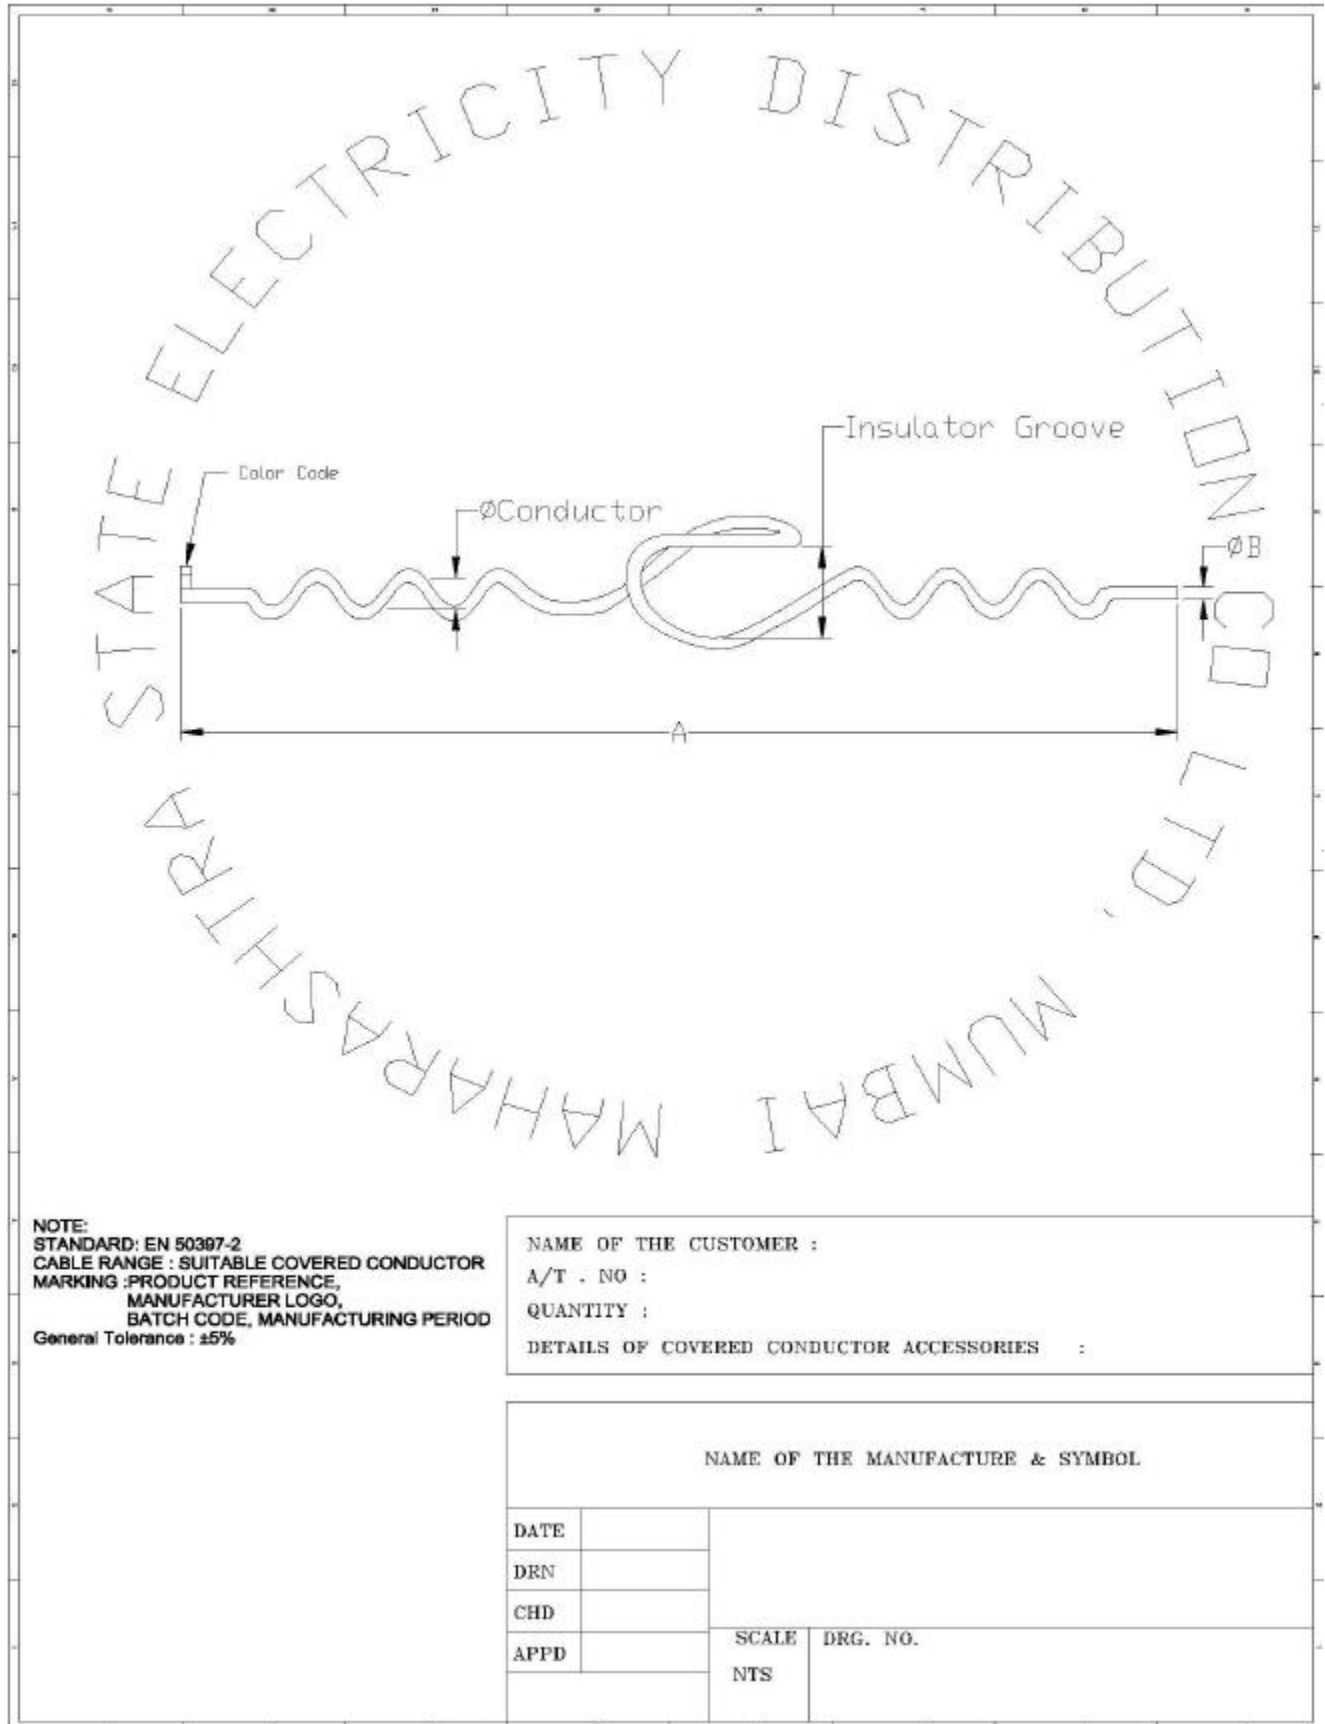 MAHARASHTRA STATE ELECTRICITY DISTRIBUTION CO LTD, MUMBAI
Insulator Groove
Color Code
ØConductor
ØB
A
NOTE:
STANDARD: EN 50397-2
CABLE RANGE : SUITABLE COVERED CONDUCTOR
MARKING :PRODUCT REFERENCE,
MANUFACTURER LOGO,
BATCH CODE, MANUFACTURING PERIOD
General Tolerance : ±5%
NAME OF THE CUSTOMER :
A/T . NO :
QUANTITY :
DETAILS OF COVERED CONDUCTOR ACCESSORIES :
NAME OF THE MANUFACTURE & SYMBOL
DATE
DRN
CHD
APPD
SCALE
NTS
DRG. NO.